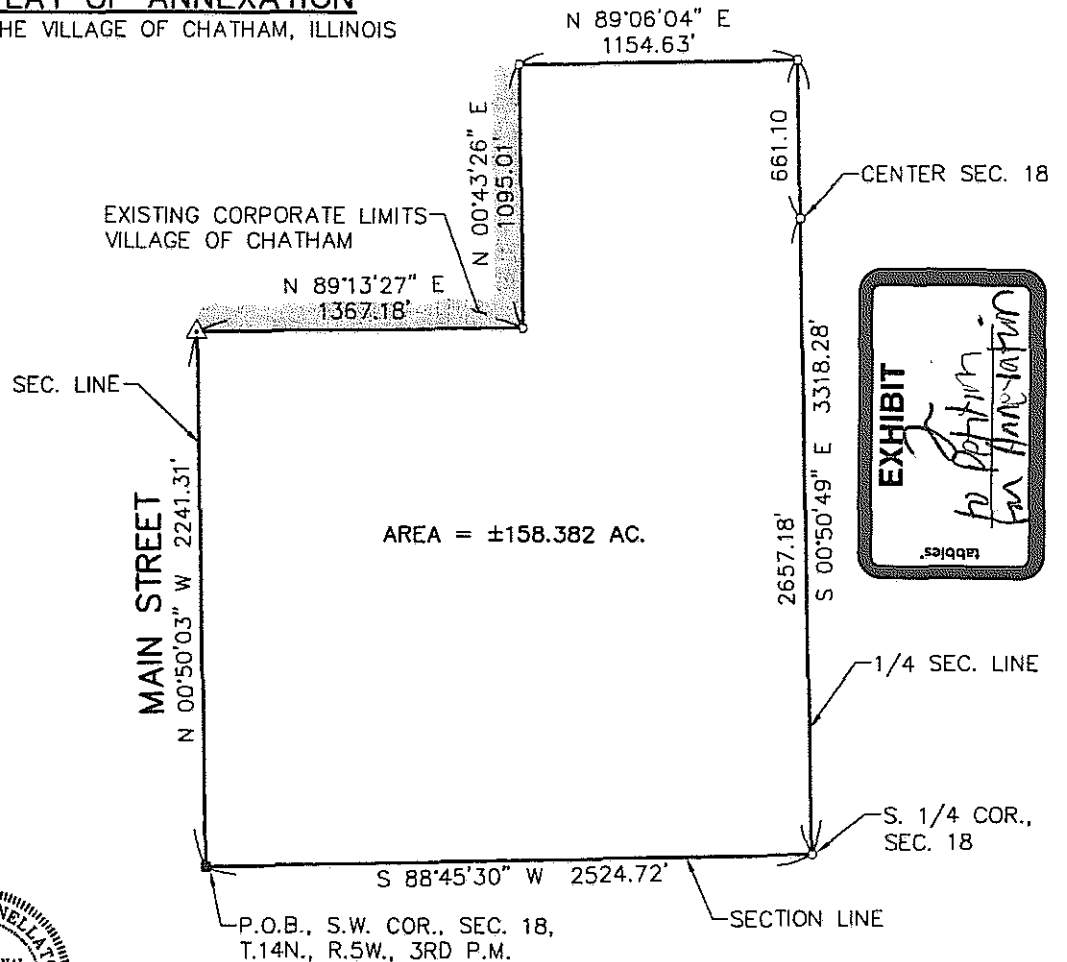 PLAT OF ANNEXATION
THE VILLAGE OF CHATHAM, ILLINOIS
N 89°06'04" E
1154.63'
N 00°43'26" E
1095.01'
661.10
CENTER SEC. 18
EXISTING CORPORATE LIMITS
VILLAGE OF CHATHAM
N 89°13'27" E
1367.18'
SEC. LINE
MAIN STREET
N 00°50'03" W 2241.31'
AREA = ±158.382 AC.
2657.18'
S 00°50'49" E 3318.28'
EXHIBIT
tabbies'
1/4 SEC. LINE
S. 1/4 COR.,
SEC. 18
S 88°45'30" W 2524.72'
SECTION LINE
P.O.B., S.W. COR., SEC. 18,
T.14N., R.5W., 3RD P.M.